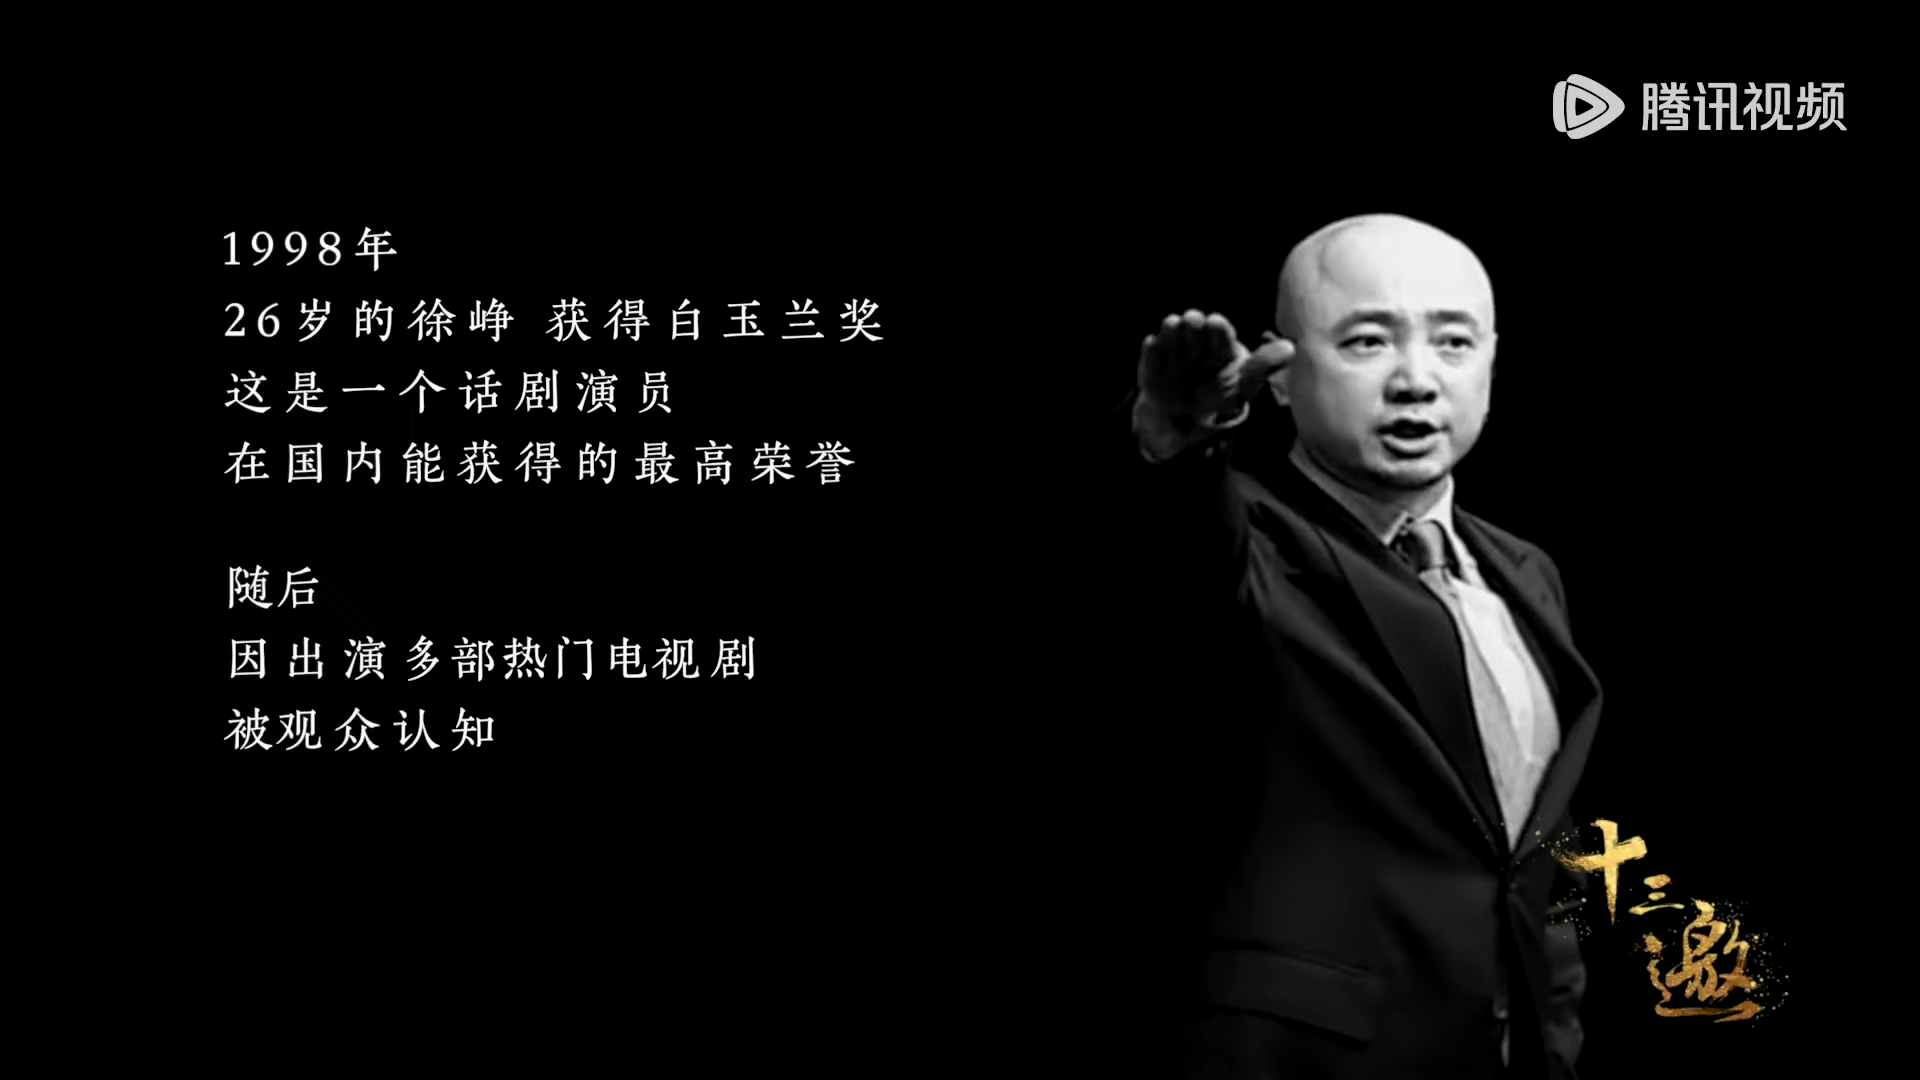 腾讯视频
1998年
26岁的徐峥 获得白玉兰奖
这是一个话剧演员
在国内能获得的最高荣誉
随后
因出演多部热门电视剧
被观众认知
十三邀